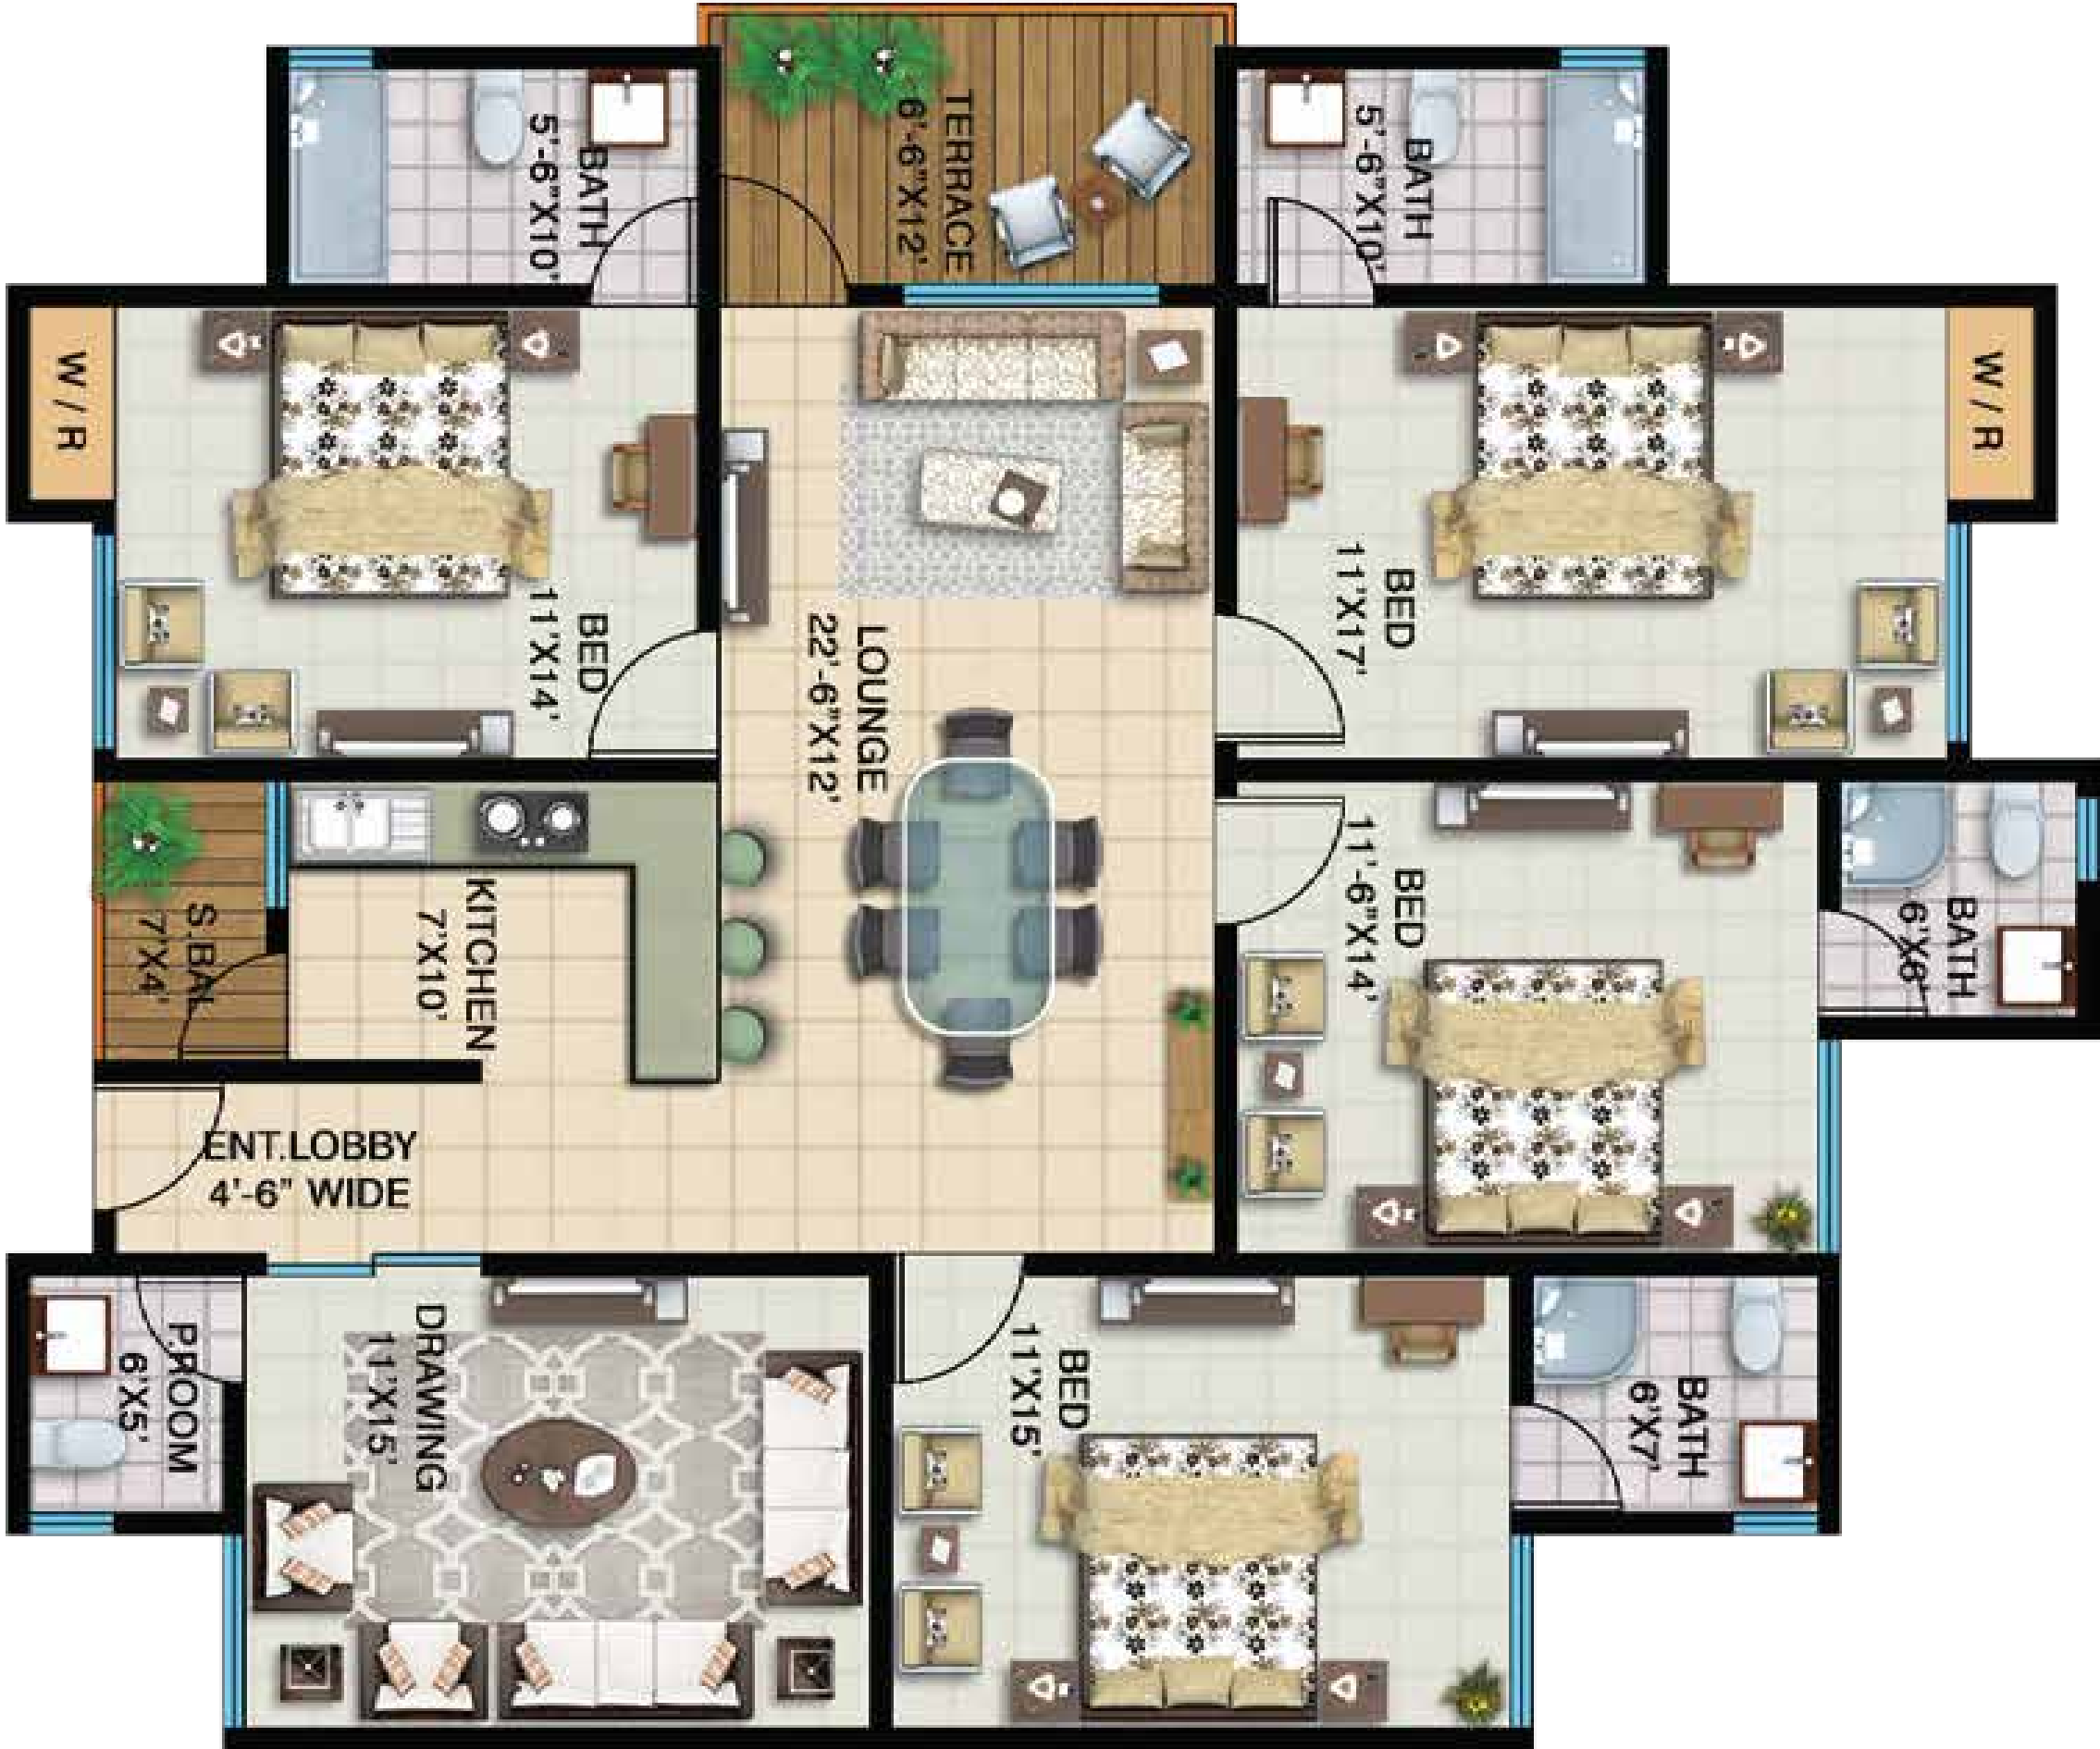 BATH
5'-6"X10'
TERRACE
6'-6"X12'
BATH
5'-6"X10'
W / R
BED
11'X14'
LOUNGE
22'-6"X12'
BED
11'X17'
W / R
S.BAL
7'X4'
KITCHEN
7'X10'
BED
11'-6"X14'
BATH
6'X6'
ENT.LOBBY
4'-6" WIDE
P.ROOM
6'X5'
DRAWING
11'X15'
BED
11'X15'
BATH
6'X7'